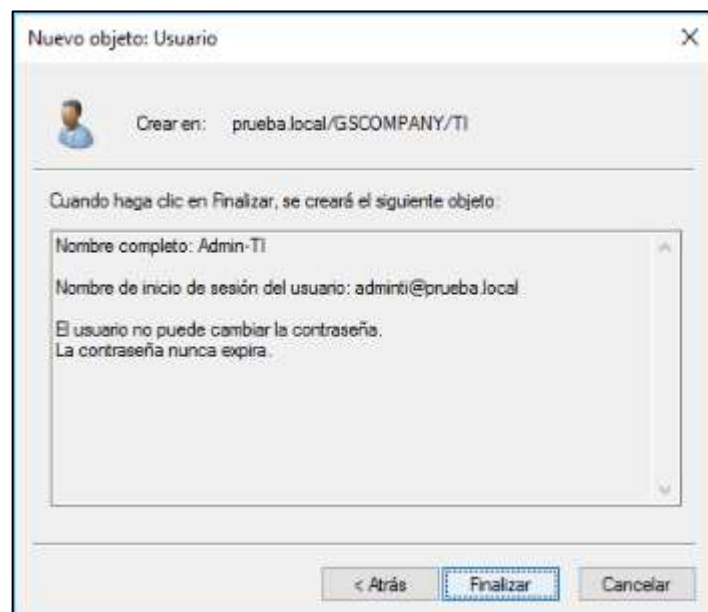 Nuevo objeto: Usuario
Crear en: prueba.local/GSCOMPANY/TI
Cuando haga clic en Finalizar, se creará el siguiente objeto:
Nombre completo: Admin-TI
Nombre de inicio de sesión del usuario: adminti@prueba.local
El usuario no puede cambiar la contraseña.
La contraseña nunca expira.
< Atrás Finalizar Cancelar